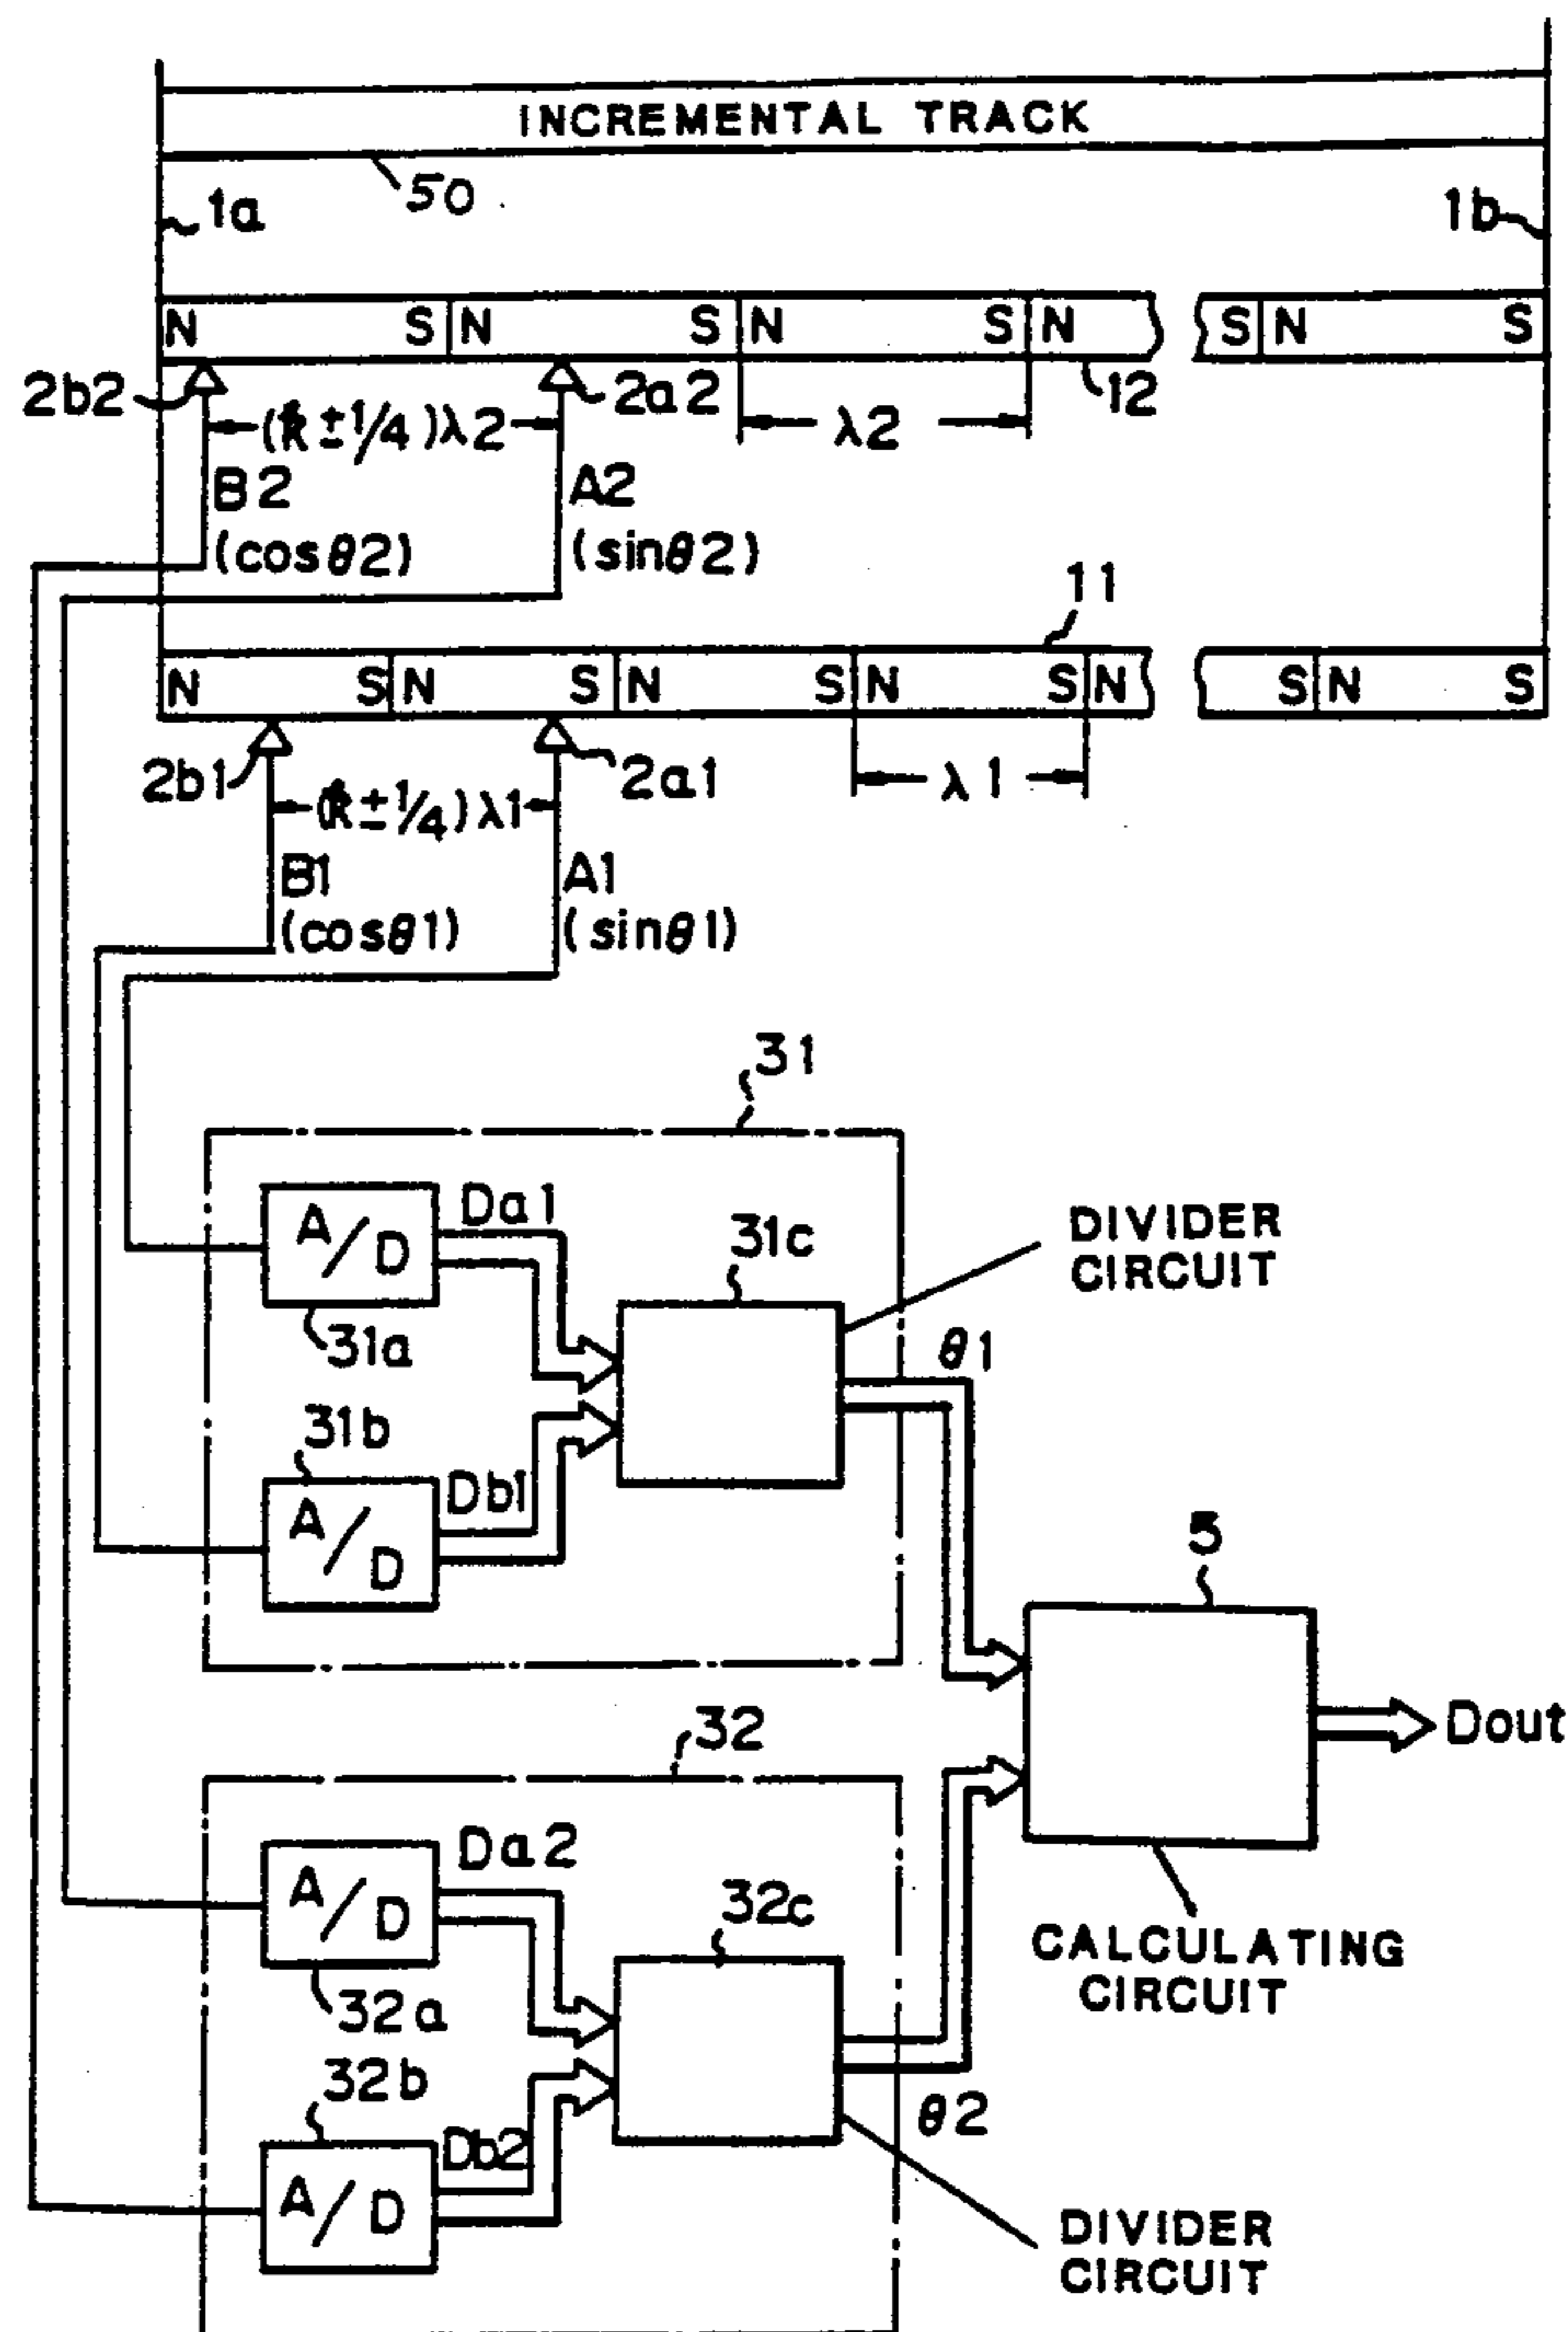 INCREMENTAL TRACK
50
1a
1b
N S N S N S N S N S
2b2
2a2
12
(k±1/4)λ2
λ2
B2
A2
(cosθ2)
(sinθ2)
11
N S N S N S N S N S N S
2b1
2a1
(k±1/4)λ1
λ1
B1
A1
(cosθ1)
(sinθ1)
31
A/D
Da1
31c
DIVIDER
CIRCUIT
31a
θ1
31b
A/D
Db1
5
Dout
32
A/D
Da2
32c
CALCULATING
CIRCUIT
32a
32b
Db2
θ2
A/D
DIVIDER
CIRCUIT